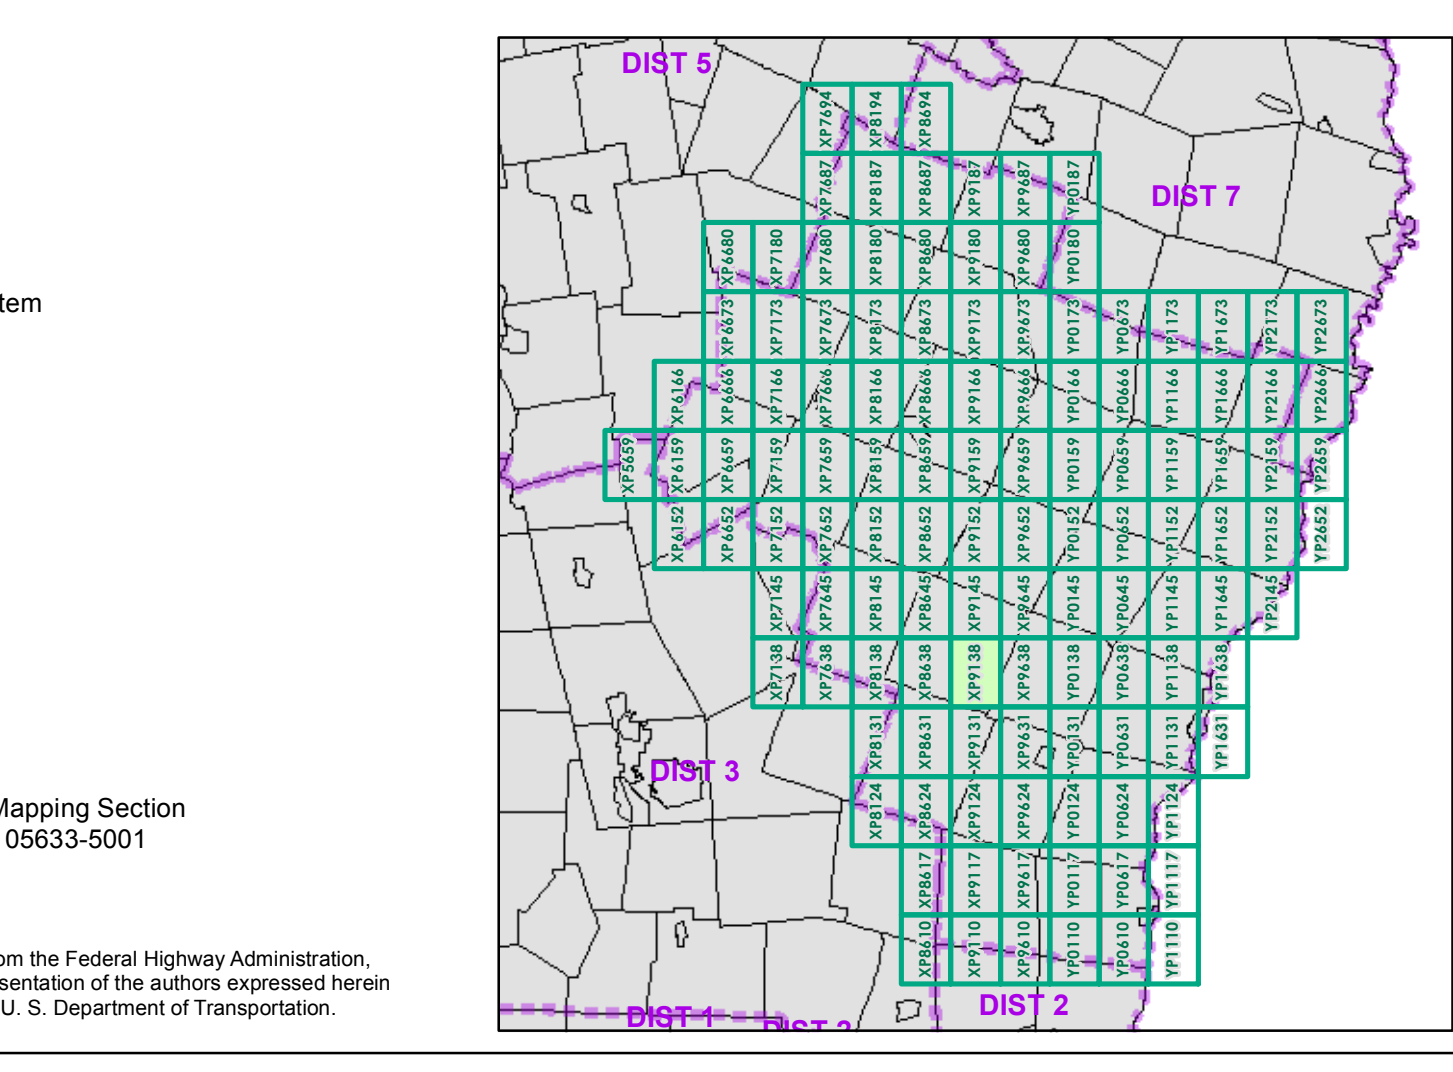 tem
Mapping Section
05633-5001
om the Federal Highway Administration,
sentation of the authors expressed herein
U. S. Department of Transportation.
DIST 5
XP7694 XP8194 XP8694
XP7687 XP8187 XP8687 XP9187 XP9687 YP0187
DIST 7
XP6680 XP7180 XP7680 XP8180 XP8680 XP9180 XP9680 YP0180
XP6673 XP7173 XP7673 XP8173 XP8673 XP9173 XP9673 YP0173 YP0673 YP1173 YP1673 YP2173 YP2673
XP6166 XP6666 XP7166 XP7666 XP8166 XP8666 XP9166 XP9666 YP0166 YP0666 YP1166 YP1666 YP2166 YP2666
XP5659 XP6159 XP6659 XP7159 XP7659 XP8159 XP8659 XP9159 XP9659 YP0159 YP0659 YP1159 YP1659 YP2159 YP2659
XP6152 XP6652 XP7152 XP7652 XP8152 XP8652 XP9152 XP9652 YP0152 YP0652 YP1152 YP1652 YP2152 YP2652
XP7145 XP7645 XP8145 XP8645 XP9145 XP9645 YP0145 YP0645 YP1145 YP1645 YP2145
XP7138 XP7638 XP8138 XP8638 XP9138 XP9638 YP0138 YP0638 YP1138 YP1638
XP8131 XP8631 XP9131 XP9631 YP0131 YP0631 YP1131 YP1631
DIST 3
XP8124 XP8624 XP9124 XP9624 YP0124 YP0624 YP1124
XP8617 XP9117 XP9617 YP0117 YP0617 YP1117
XP8610 XP9110 XP9610 YP0110 YP0610 YP1110
DIST 2
DIST 1
DIST 2